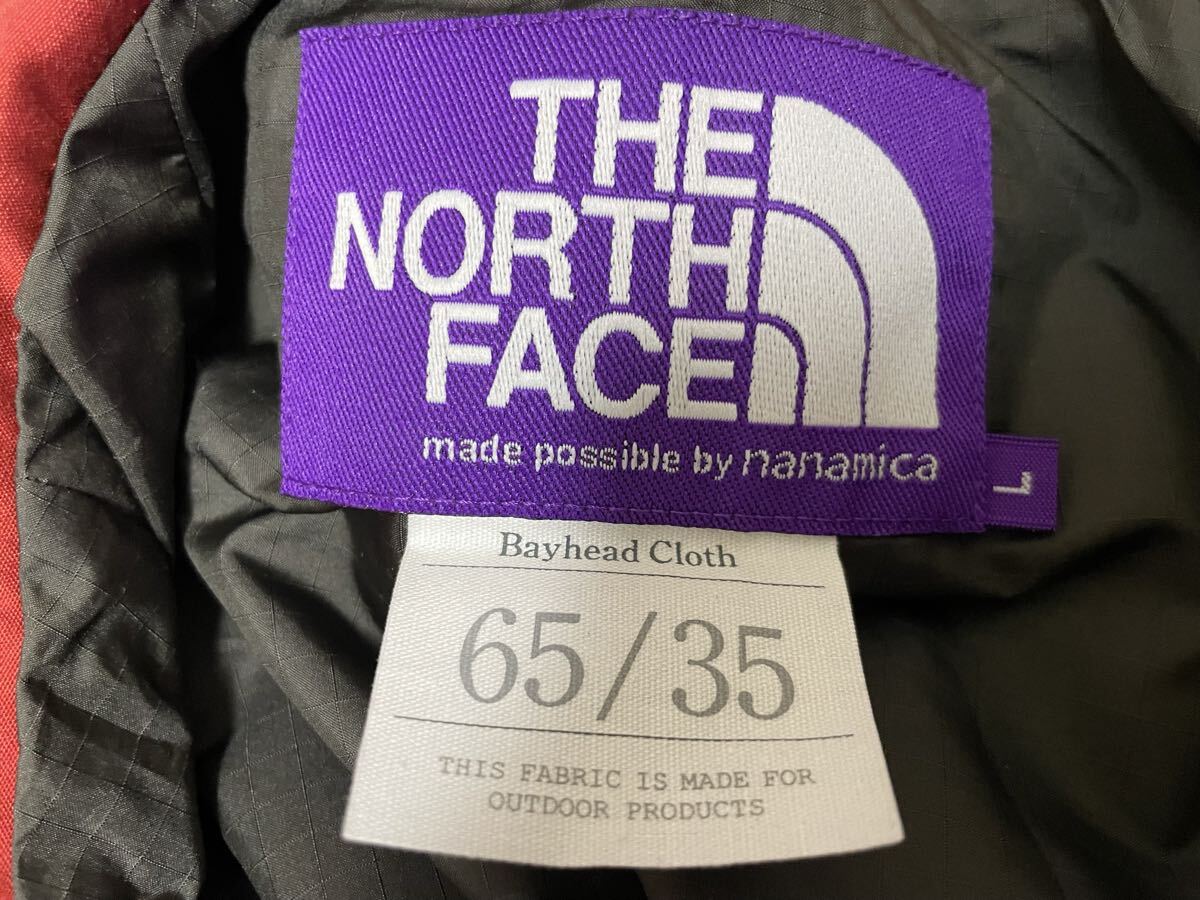 THE
NORTH
FACE
made possible by nanamica
L
Bayhead Cloth
65/35
THIS FABRIC IS MADE FOR
OUTDOOR PRODUCTS